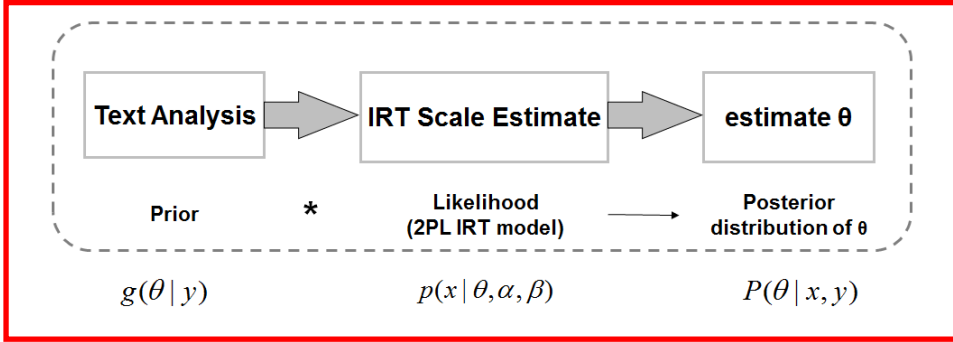 Text Analysis
IRT Scale Estimate
estimate θ
Prior
*
Likelihood
(2PL IRT model)
Posterior
distribution of θ
g(θ | y)
p(x | θ, α, β)
P(θ | x, y)